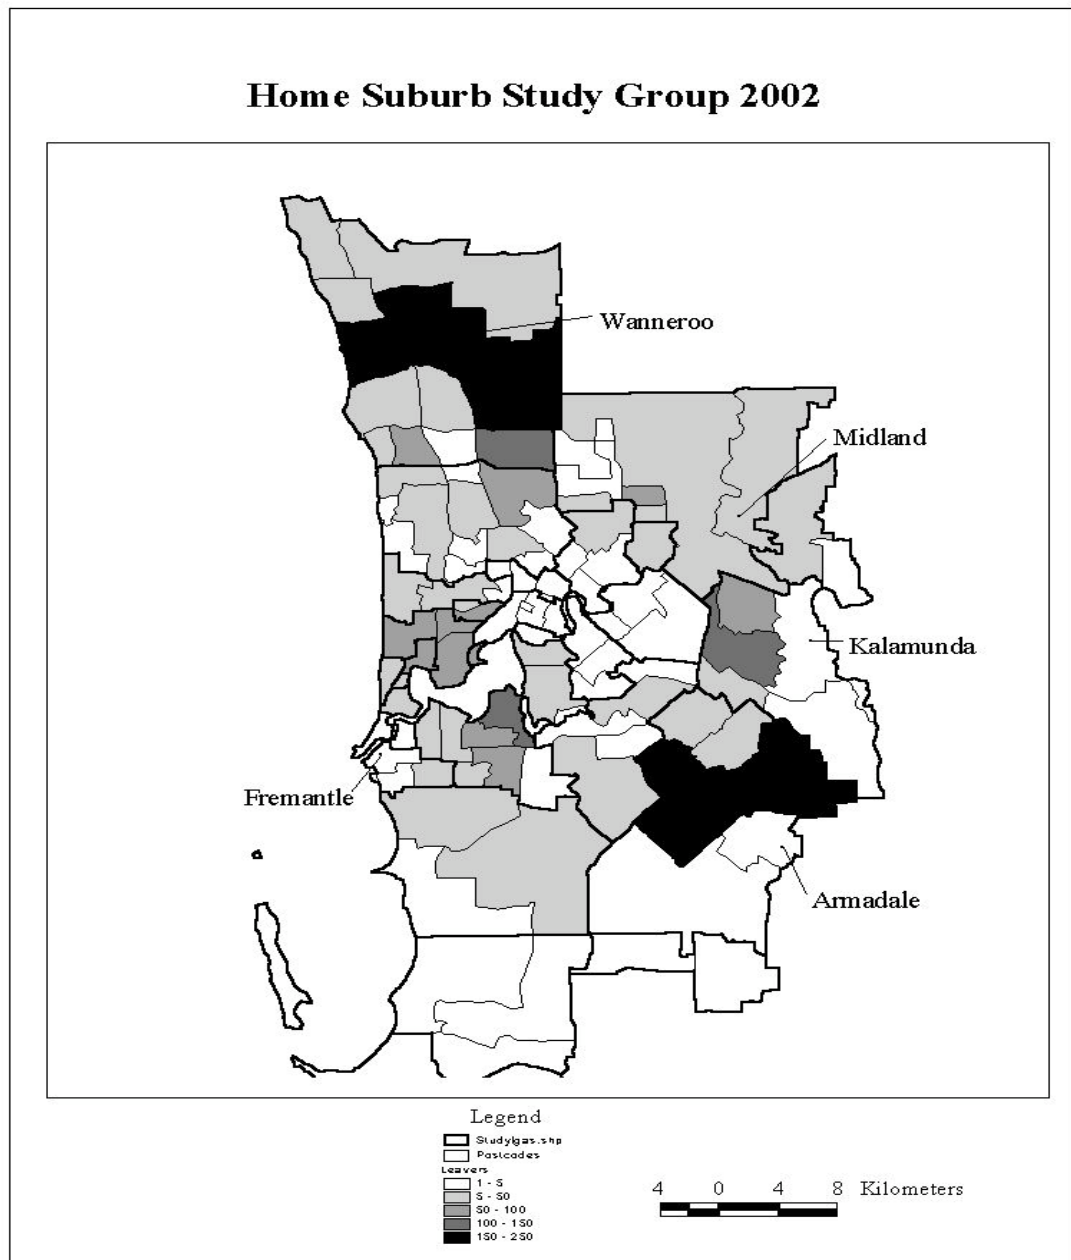 Home Suburb Study Group 2002
Wanneroo
Midland
Kalamunda
Fremantle
Armadale
Legend
Studylgas.shp
Postcodes
Leavers
1 - 5
5 - 50
50 - 100
100 - 150
150 - 250
4 0 4 8 Kilometers